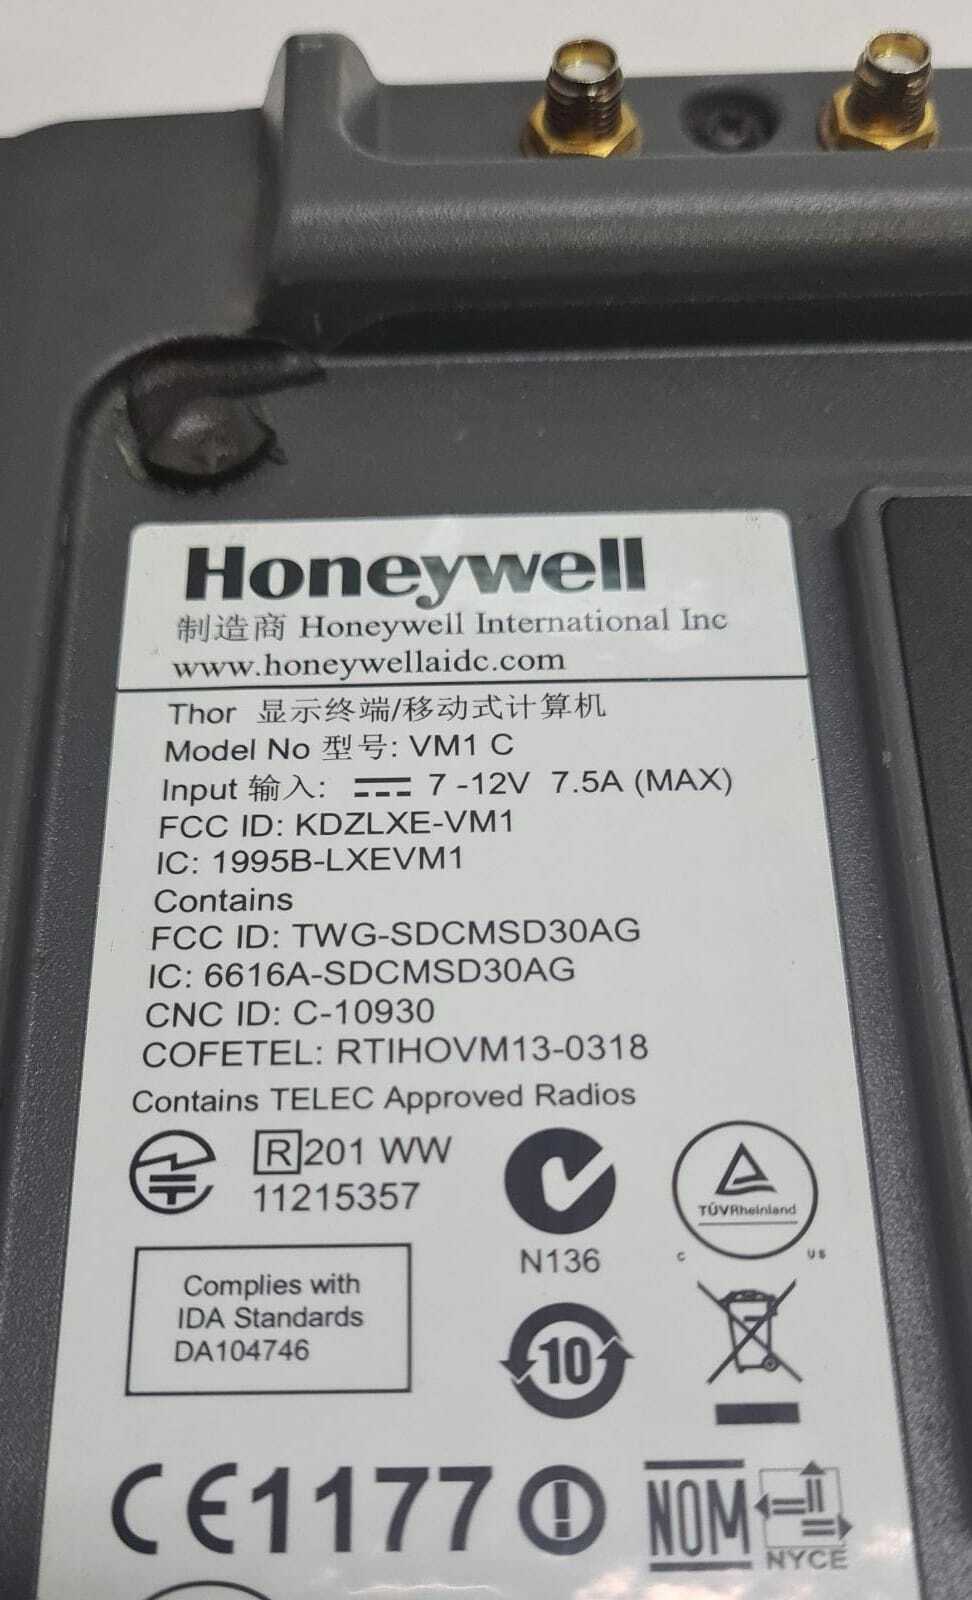 Honeywell
制造商 Honeywell International Inc
www.honeywellaidc.com
Thor 显示终端/移动式计算机
Model No 型号: VM1 C
Input 输入: 7 -12V 7.5A (MAX)
FCC ID: KDZLXE-VM1
IC: 1995B-LXEVM1
Contains
FCC ID: TWG-SDCMSD30AG
IC: 6616A-SDCMSD30AG
CNC ID: C-10930
COFETEL: RTIHOVM13-0318
Contains TELEC Approved Radios
R 201 WW
11215357
N136
TÜVRheinland
C US
Complies with
IDA Standards
DA104746
10
CE1177
NOM
NYCE